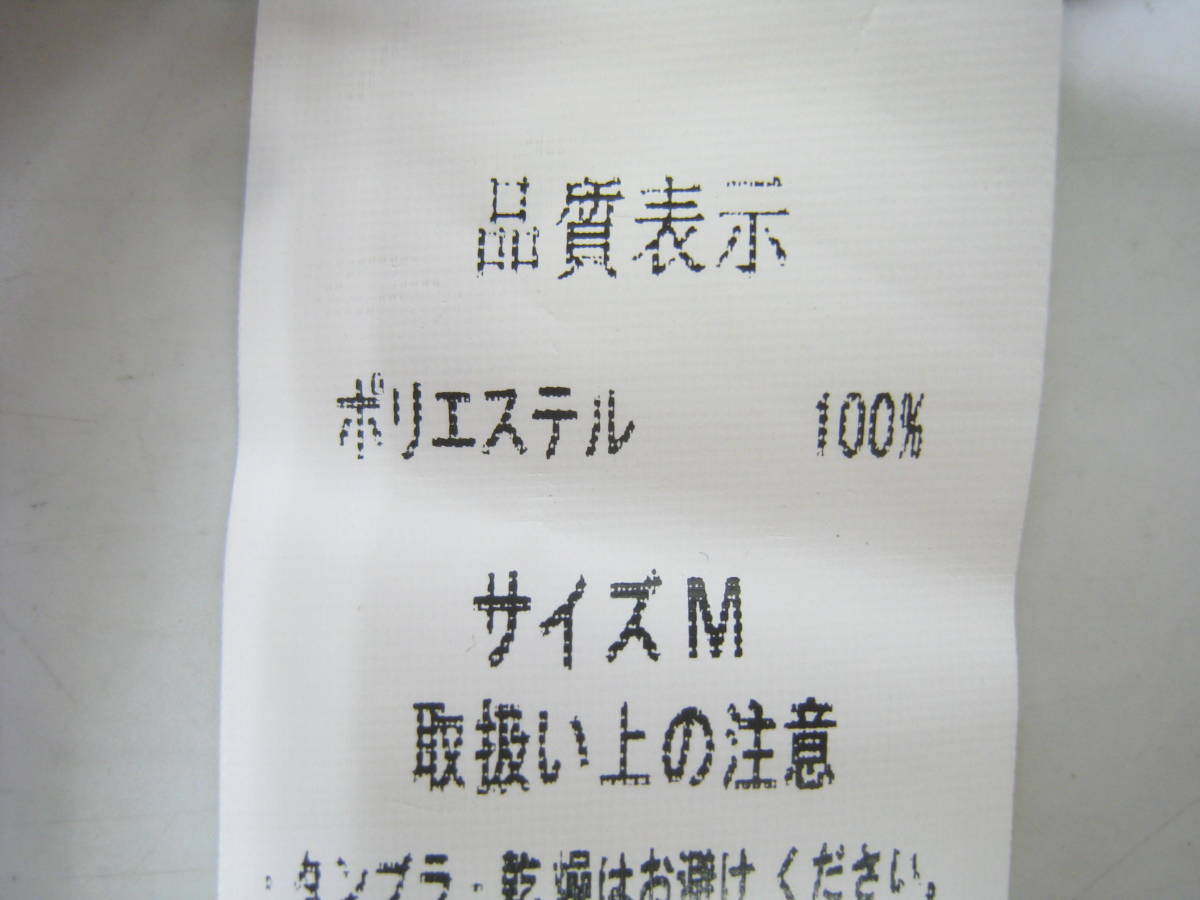 品質表示
ポリエステル 100%
サイズ M
取扱い上の注意
・タンブラ・乾燥はお避けください。